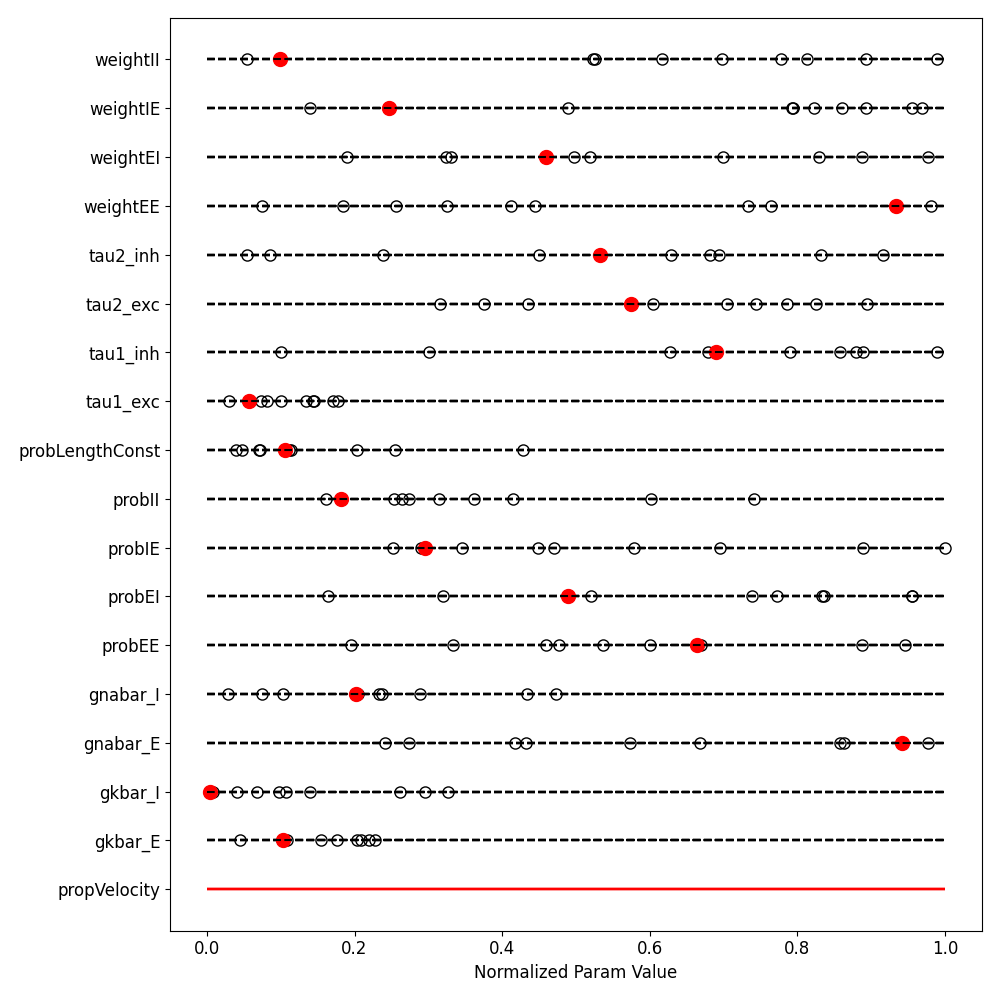 weightII
weightIE
weightEI
weightEE
tau2_inh
tau2_exc
tau1_inh
tau1_exc
probLengthConst
probII
probIE
probEI
probEE
gnabar_I
gnabar_E
gkbar_I
gkbar_E
propVelocity
0.0 0.2 0.4 0.6 0.8 1.0
Normalized Param Value